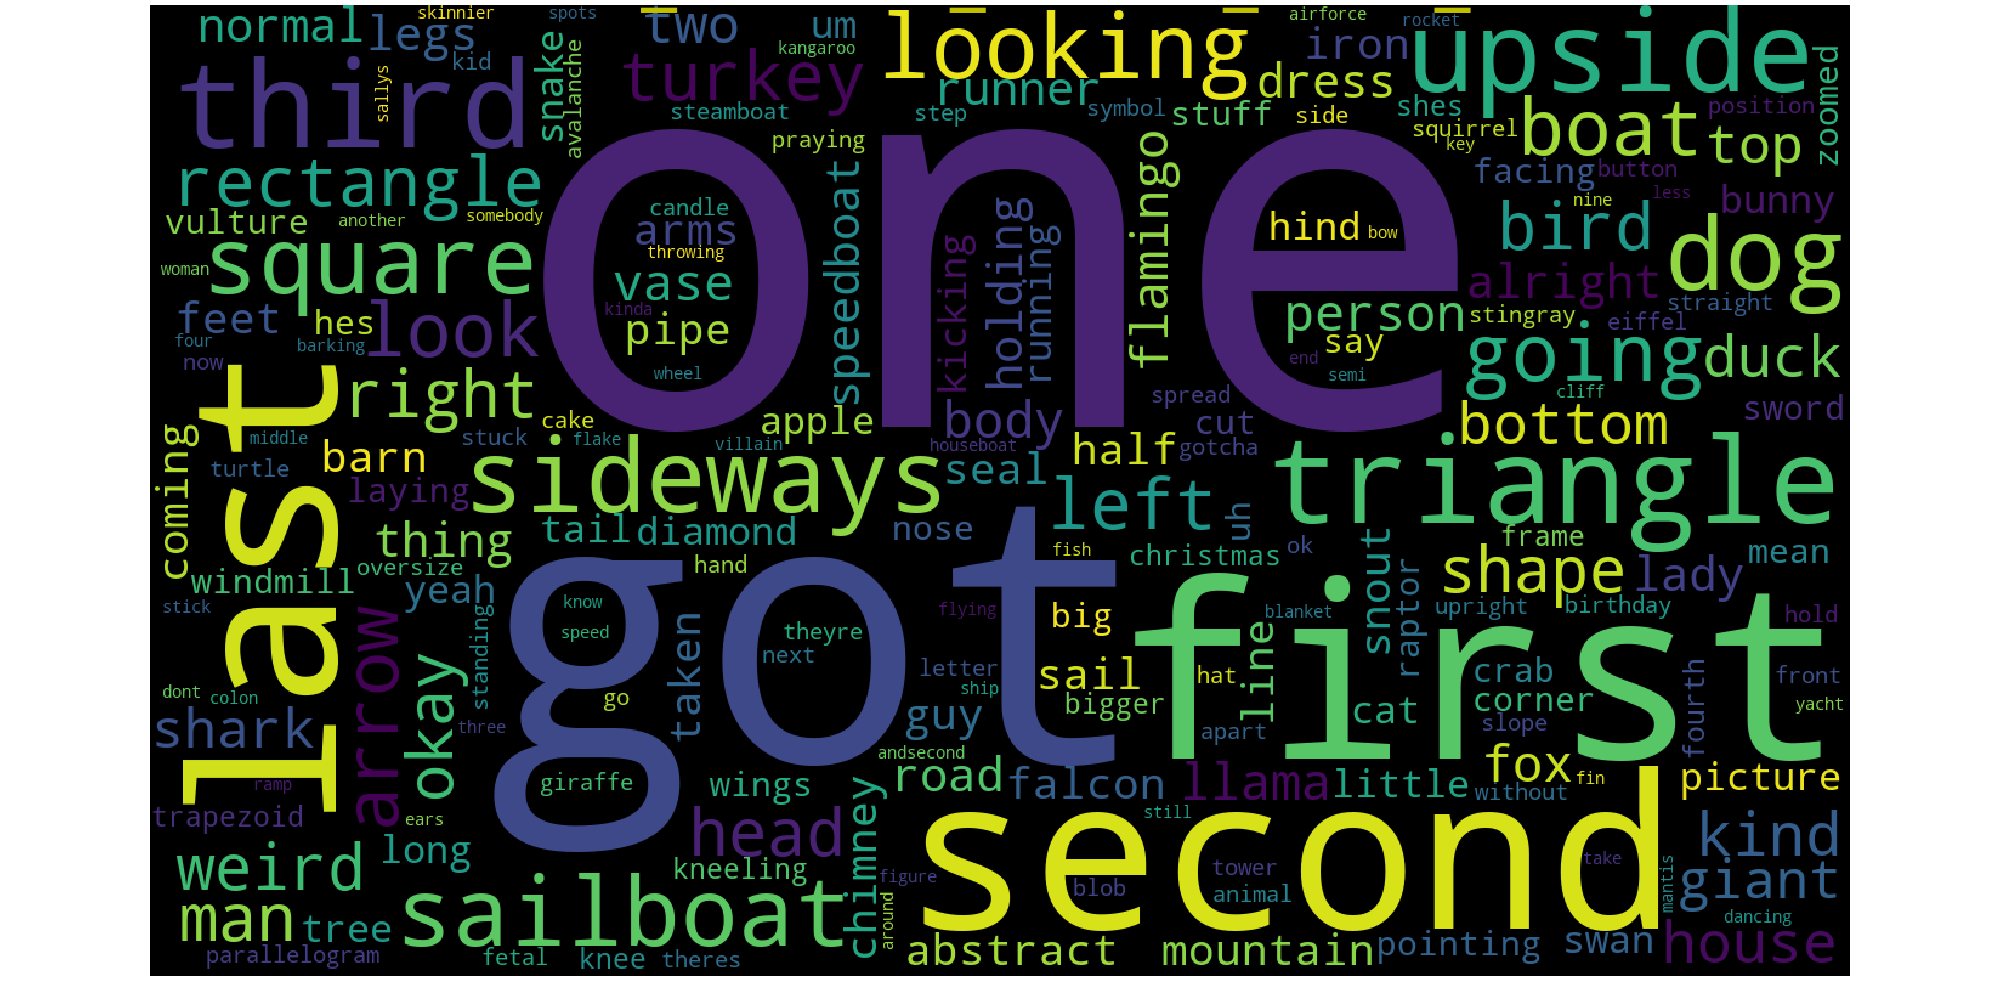 skinnier
spots
airforce
rocket
normal
legs
two
um
looking
iron
upside
kid
kangaroo
third
sallys
snake
avalanche
turkey
runner
dress
zoomed
steamboat
step
symbol
stuff
side
shes
boat
position
squirrel
top
key
praying
rectangle
one
speedboat
flamingo
facing
button
less
bunny
nine
vulture
another
somebody
candle
arms
throwing
holding
hind
bow
bird
dog
square
woman
vase
kinda
kicking
running
alright
straight
feet
hes
look
pipe
person
stingray
eiffel
four
barking
say
now
wheel
end
semi
going
duck
last
right
cliff
spread
sword
coming
cake
apple
body
cut
bottom
middle
stuck
flake
villain
houseboat
half
gotcha
turtle
barn
sideways
seal
triangle
laying
left
thing
tail
diamond
nose
uh
christmas
ok
frame
mean
fish
snout
windmill
oversize
hand
shape
lady
yeah
got
know
flying
big
blanket
raptor
upright
birthday
hold
stick
speed
theyre
first
arrow
standing
taken
next
letter
sail
hat
line
crab
fourth
front
dont
colon
okay
go
ship
bigger
cat
corner
yacht
shark
three
guy
apart
slope
andsecond
ramp
giraffe
wings
road
falcon
llama
little
fox
fin
without
picture
trapezoid
ears
chimney
still
second
long
head
kind
weird
kneeling
figure
blob
tower
take
giant
animal
mantis
man
tree
sailboat
around
dancing
parallelogram
fetal
knee
theres
abstract
mountain
pointing
swan
house